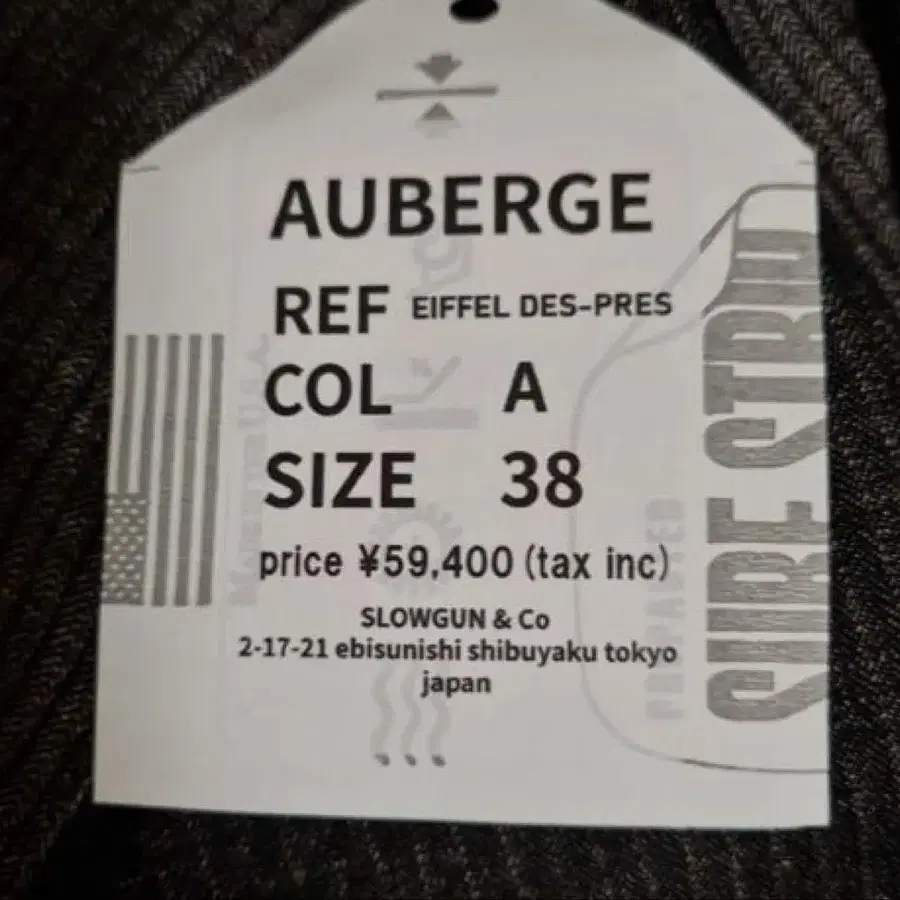 AUBERGE
REF EIFFEL DES-PRES
COL A
SIZE 38
price ¥59,400 (tax inc)
SLOWGUN & Co
2-17-21 ebisunishi shibuyaku tokyo
japan